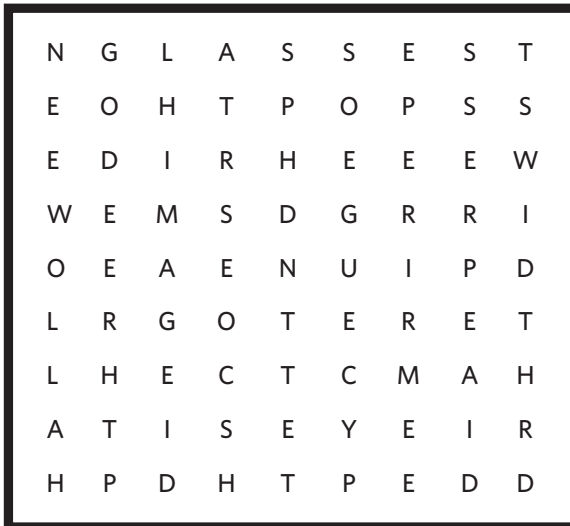 N G L A S S E S T
E O H T P O P S S
E D I R H E E E W
W E M S D G R R I
O E A E N U I P D
L R G O T E R E T
L H E C T C M A H
A T I S E Y E I R
H P D H T P E D D